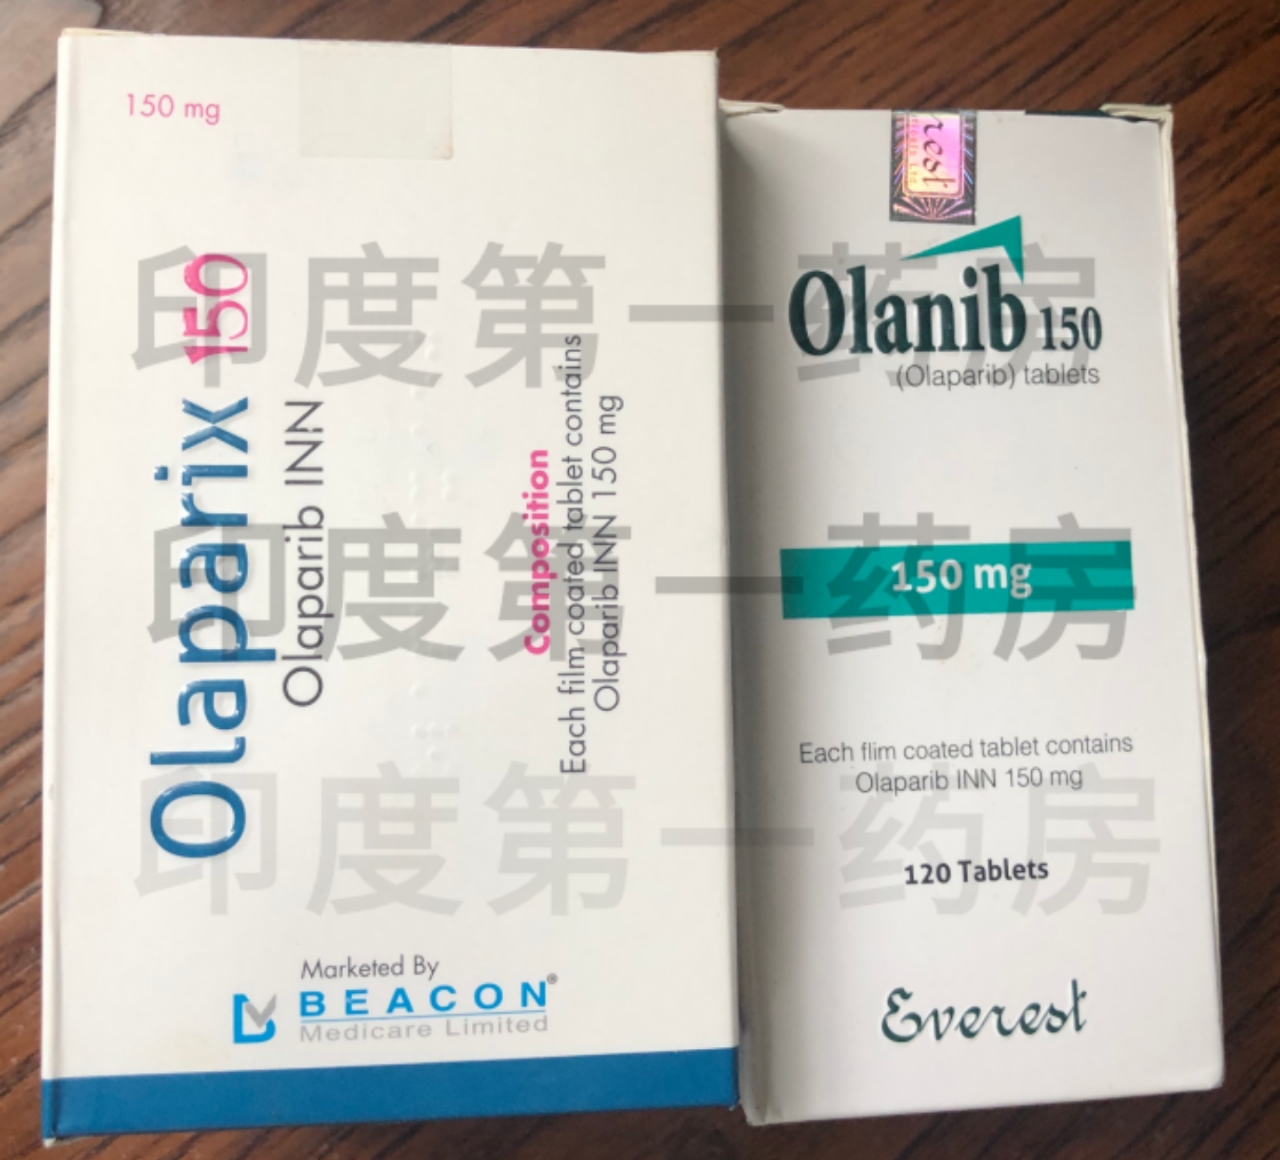 150 mg
Olaparix 150
Olaparib INN
Composition
Each film coated tablet contains
Olaparib INN 150 mg
Marketed By
BEACON®
Medicare Limited
rest
Olanib 150
(Olaparib) tablets
150 mg
Each flim coated tablet contains
Olaparib INN 150 mg
120 Tablets
Everest
印度第一药房
印度第一药房
印度第一药房